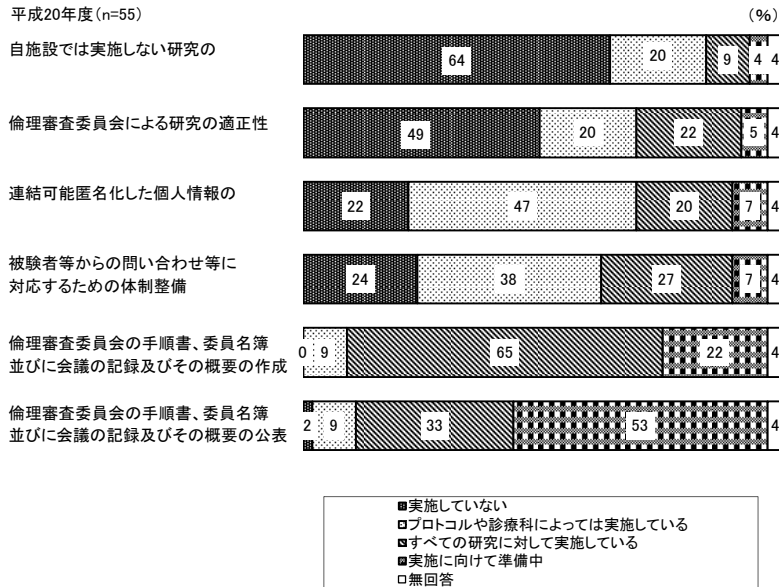 平成20年度(n=55)
(%)
自施設では実施しない研究の
64 20 9 4 4
倫理審査委員会による研究の適正性
49 20 22 5 4
連結可能匿名化した個人情報の
22 47 20 7 4
被験者等からの問い合わせ等に
対応するための体制整備
24 38 27 7 4
倫理審査委員会の手順書、委員名簿
並びに会議の記録及びその概要の作成
0 9 65 22 4
倫理審査委員会の手順書、委員名簿
並びに会議の記録及びその概要の公表
2 9 33 53 4
実施していない
プロトコルや診療科によっては実施している
すべての研究に対して実施している
実施に向けて準備中
無回答